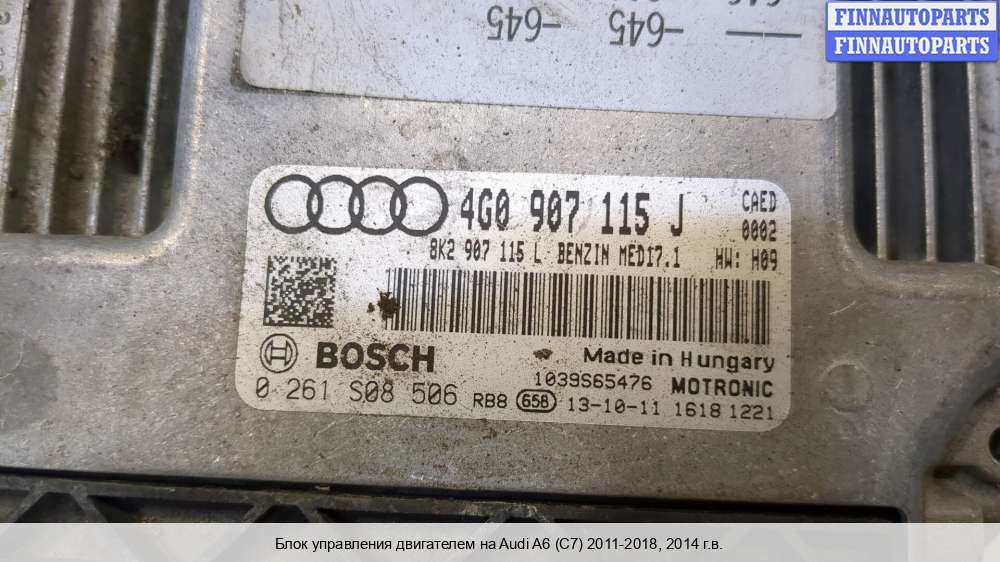 FINNAUTOPARTS
FINNAUTOPARTS
-645 -645
4G0 907 115 J CAED
0002
8K2 907 115 L BENZIN MED17.1 HW: H09
BOSCH Made in Hungary
1039S65476 MOTRONIC
0 261 S08 506 RB8 658 13-10-11 1618 1221
Блок управления двигателем на Audi A6 (C7) 2011-2018, 2014 г.в.